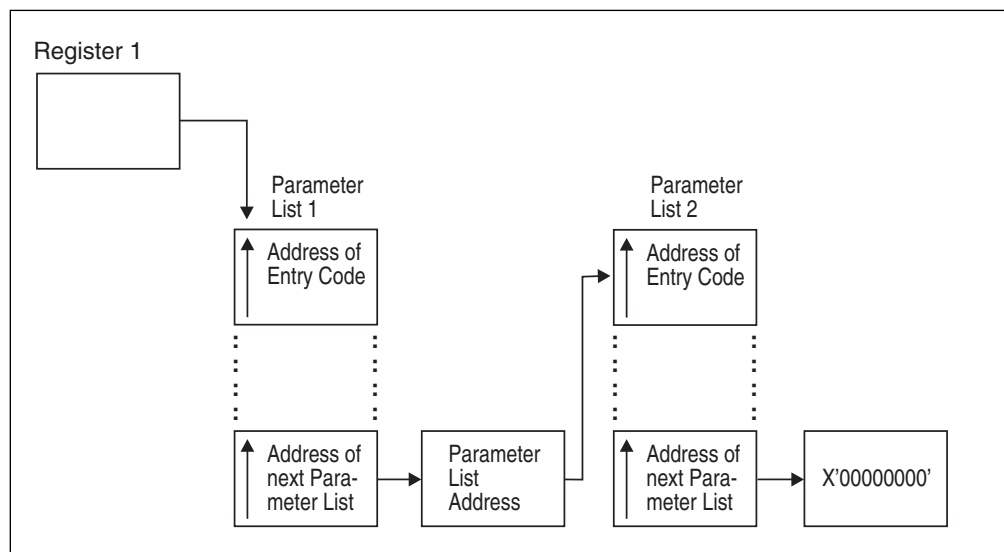 Register 1
Parameter
List 1
Parameter
List 2
Address of
Entry Code
Address of
Entry Code
Address of
next Para-
meter List
Parameter
List
Address
Address of
next Para-
meter List
X'00000000'